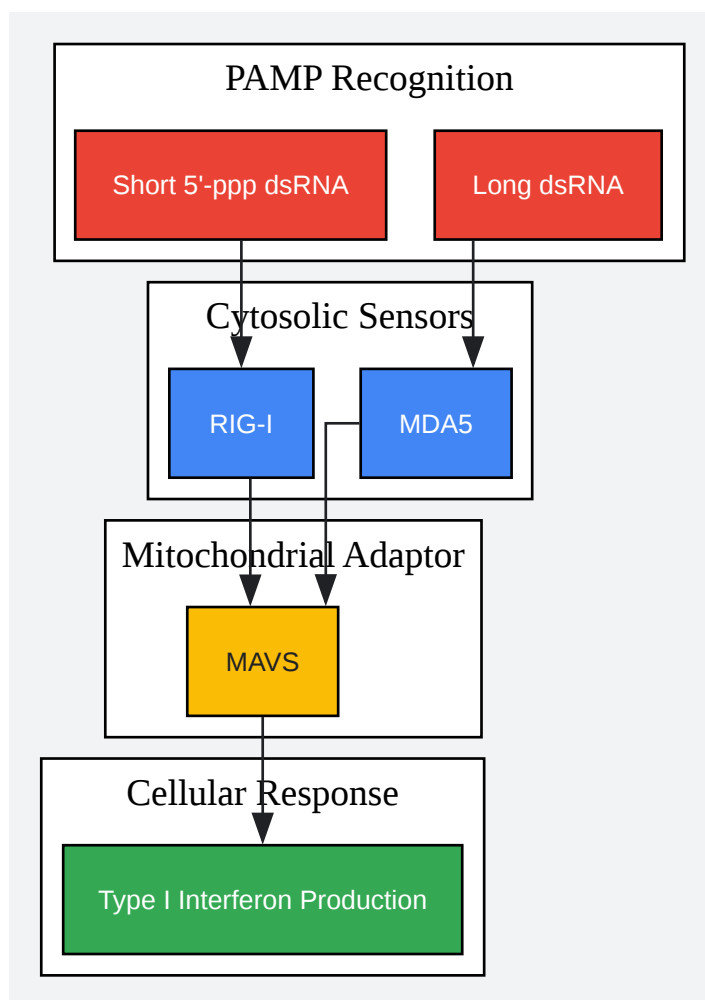 PAMP Recognition
Short 5'-ppp dsRNA
Long dsRNA
Cytosolic Sensors
RIG-I
MDA5
Mitochondrial Adaptor
MAVS
Cellular Response
Type I Interferon Production